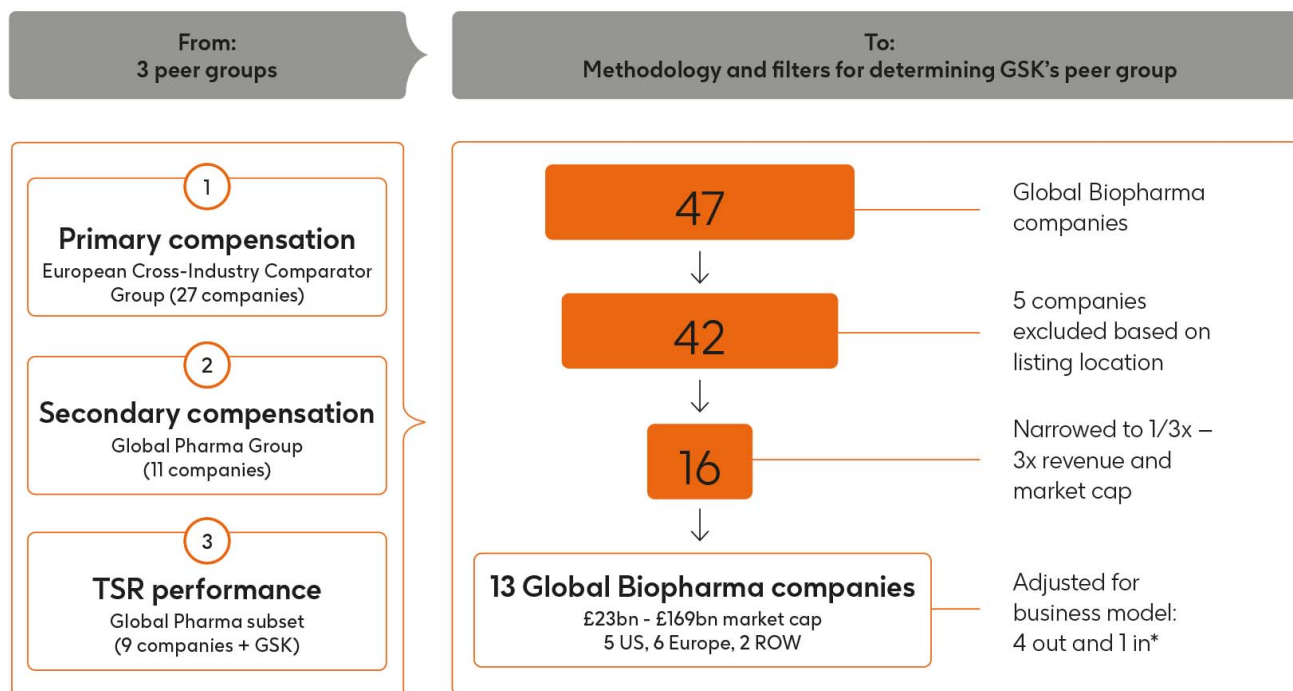 From:
3 peer groups
To:
Methodology and filters for determining GSK’s peer group
1
Primary compensation
European Cross-Industry Comparator
Group (27 companies)
2
Secondary compensation
Global Pharma Group
(11 companies)
3
TSR performance
Global Pharma subset
(9 companies + GSK)
47
Global Biopharma
companies
42
5 companies
excluded based on
listing location
16
Narrowed to 1/3x –
3x revenue and
market cap
13 Global Biopharma companies
£23bn - £169bn market cap
5 US, 6 Europe, 2 ROW
Adjusted for
business model:
4 out and 1 in*